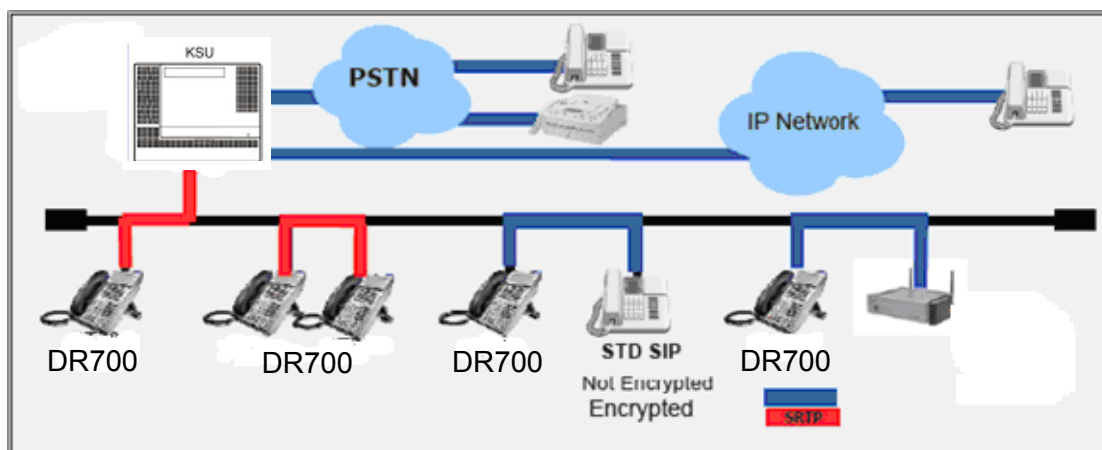 KSU
PSTN
IP Network
DR700
DR700
DR700
STD SIP
DR700
Not Encrypted
Encrypted
SRTP